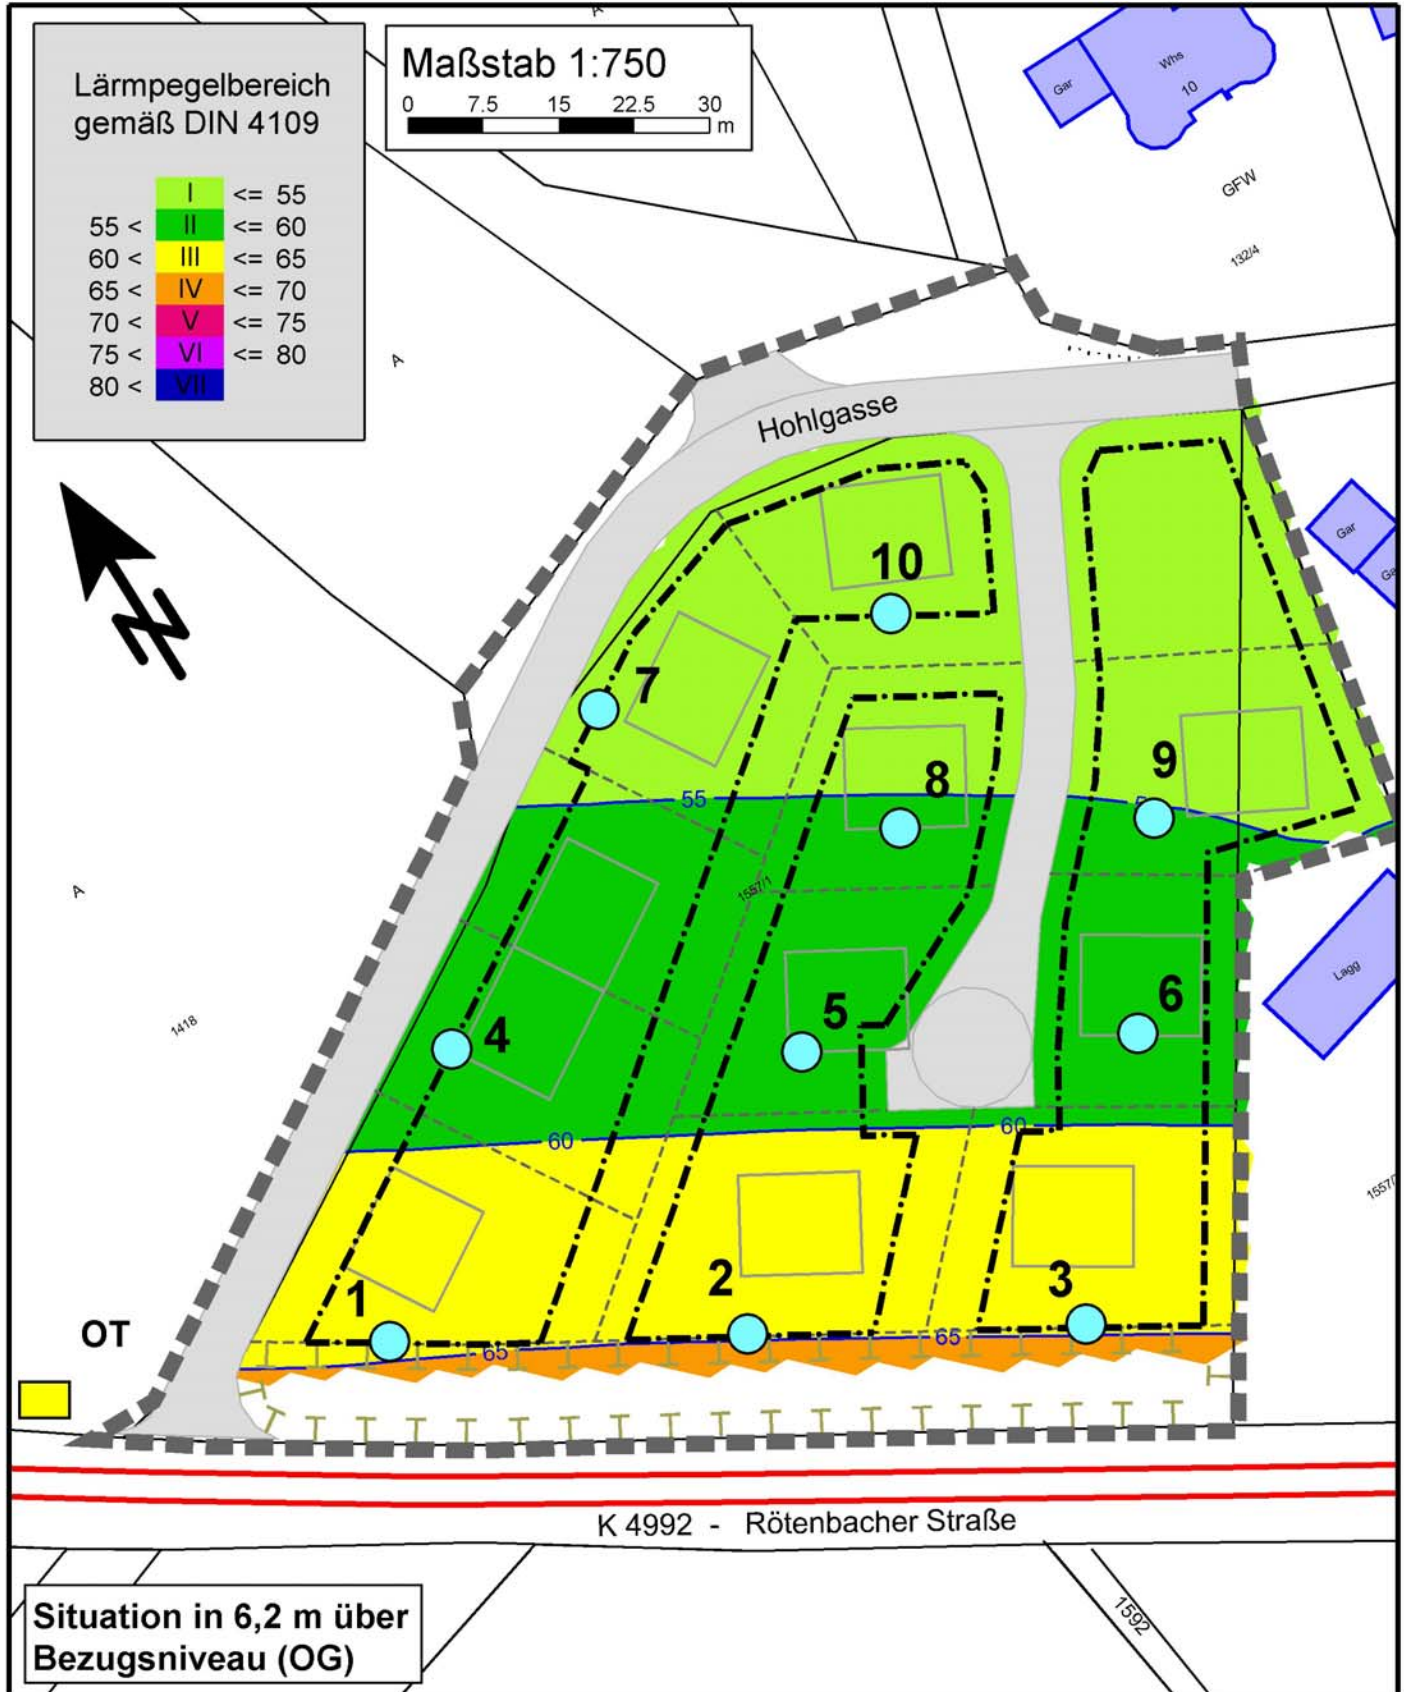 Lärmpegelbereich
gemäß DIN 4109
I <= 55
55 < II <= 60
60 < III <= 65
65 < IV <= 70
70 < V <= 75
75 < VI <= 80
80 < VII
Maßstab 1:750
0 7.5 15 22.5 30
m
A
Gar
Whs
10
GFW
132/4
A
Hohlgasse
10
Gar
7
8
9
55
1557/1
A
Lagg
1418
4
5
6
60
60
1
2
3
OT
65
65
K 4992 - Rötenbacher Straße
Situation in 6,2 m über
Bezugsniveau (OG)
1592